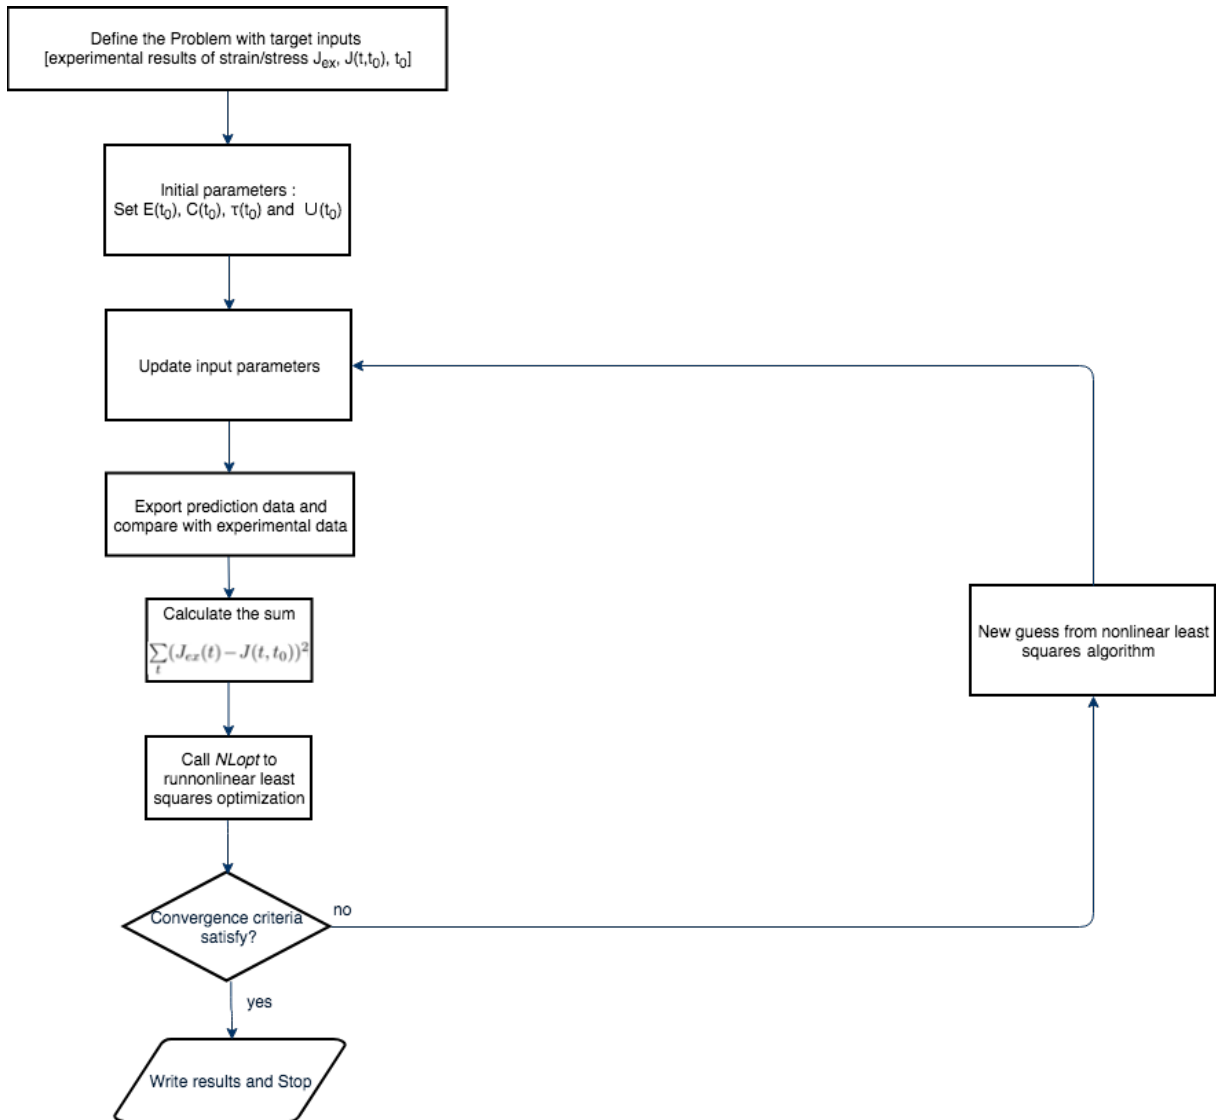 Define the Problem with target inputs
[experimental results of strain/stress Jₑₓ, J(t,t₀), t₀]
Initial parameters :
Set E(t₀), C(t₀), τ(t₀) and U(t₀)
Update input parameters
Export prediction data and
compare with experimental data
Calculate the sum
∑ₜ(Jₑₓ(t)−J(t,t₀))²
Call NLopt to
runnonlinear least
squares optimization
Convergence criteria
satisfy?
no
New guess from nonlinear least
squares algorithm
yes
Write results and Stop